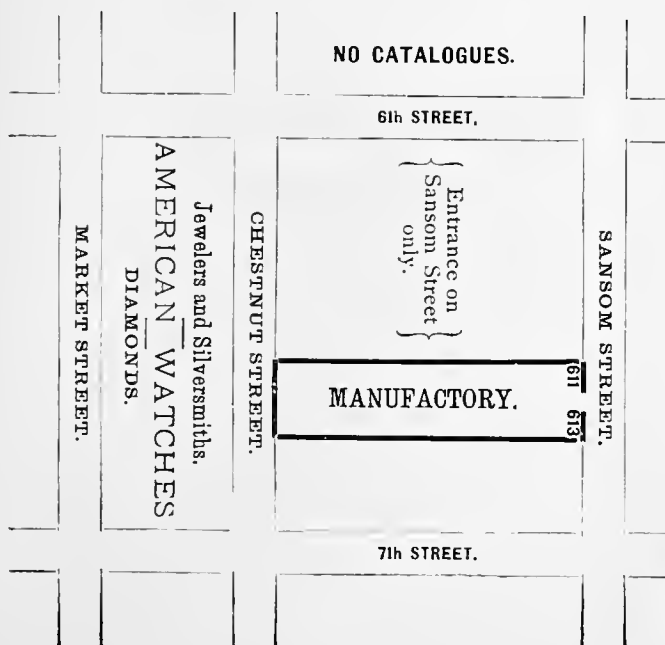 NO CATALOGUES.
6th STREET,
MARKET STREET.
Jewelers and Silversmiths.
AMERICAN WATCHES
DIAMONDS.
CHESTNUT STREET.
Entrance on
Sansom Street
only.
SANSOM STREET.
611
MANUFACTORY.
613
7th STREET.